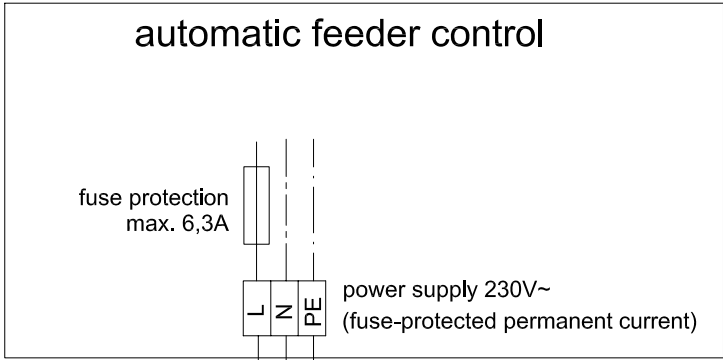 automatic feeder control
fuse protection
max. 6,3A
L N PE
power supply 230V~
(fuse-protected permanent current)